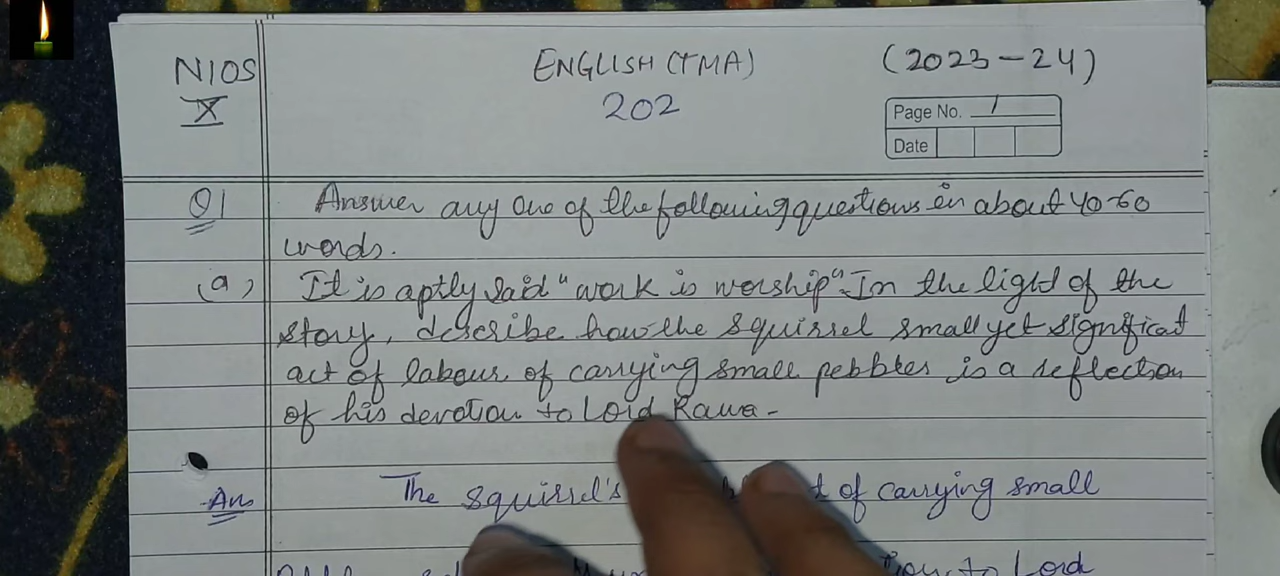 NIOS
X
ENGLISH (TMA)
202
(2023-24)
Page No. 1
Date
Q1 Answer any one of the following questions in about 40-60
words.
(a) It is aptly said "work is worship". In the light of the
story, describe how the squirrel small yet significat
act of labour of carrying small pebbles is a reflection
of his devotion to Lord Rama-
Ans The squirrel's of carrying small
to Lord